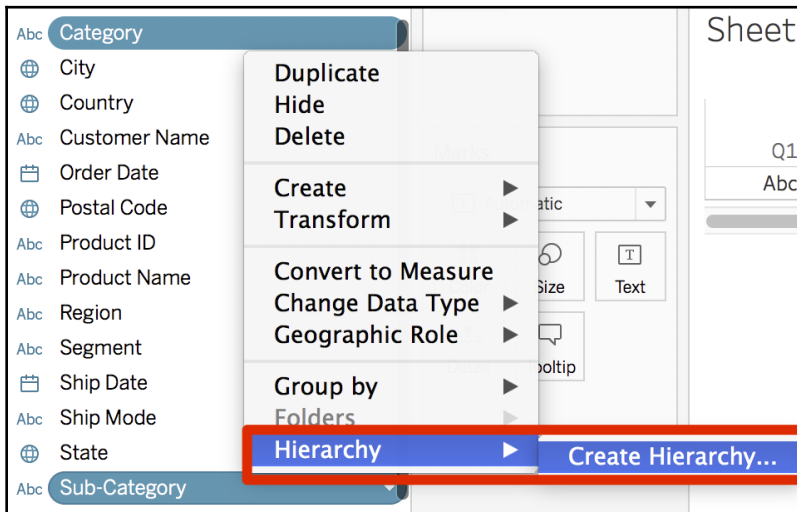 Abc Category
City
Country
Abc Customer Name
Order Date
Postal Code
Abc Product ID
Abc Product Name
Abc Region
Abc Segment
Ship Date
Abc Ship Mode
State
Abc Sub-Category
Duplicate
Hide
Delete
Create
Transform
Convert to Measure
Change Data Type
Geographic Role
Group by
Folders
Hierarchy
Create Hierarchy...
Marks
T
Size
Text
Sheet
Q1
Abc